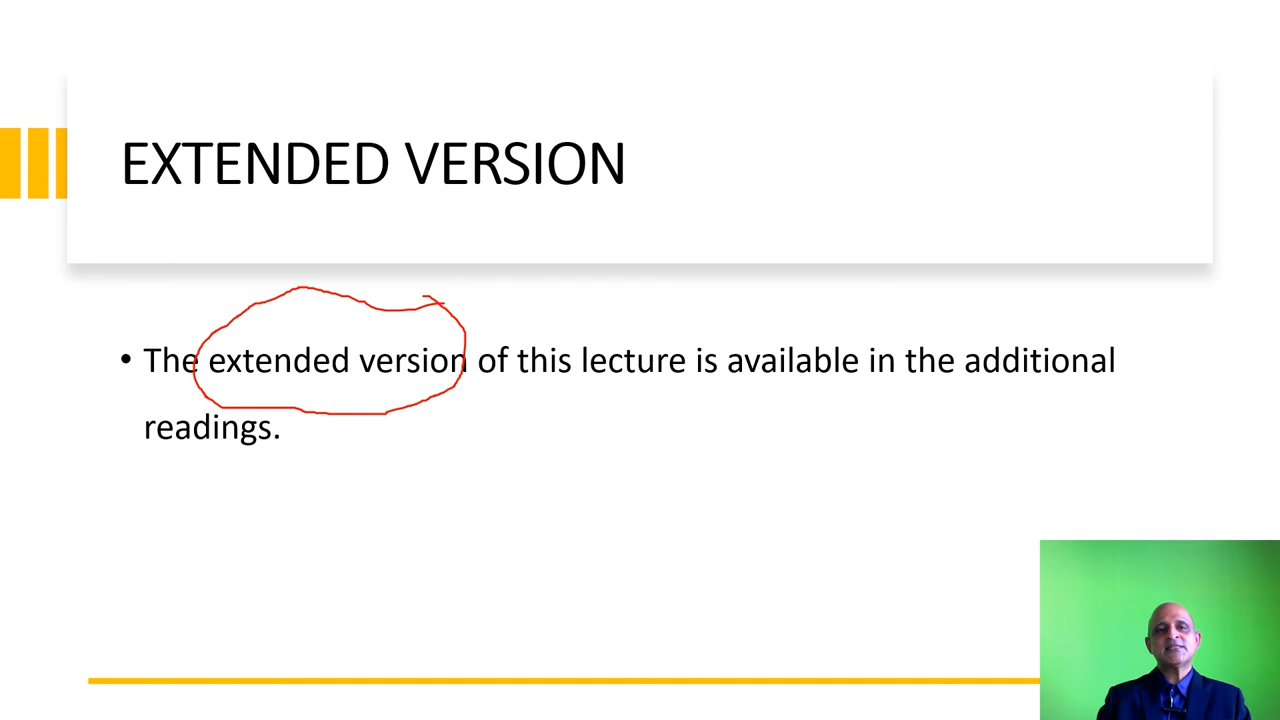 EXTENDED VERSION
• The extended version of this lecture is available in the additional
readings.